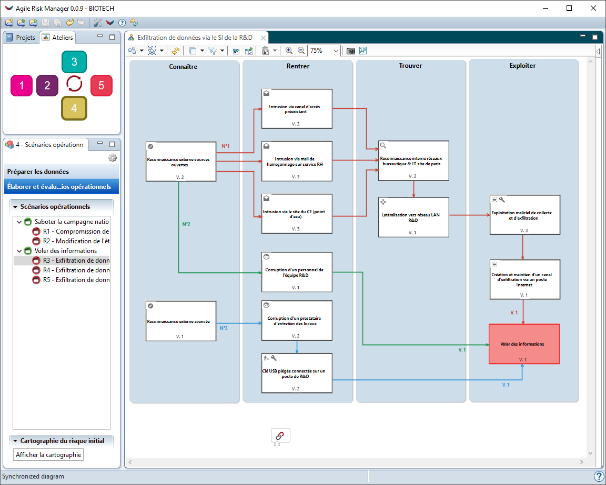 Agile Risk Manager 0.0.9 - BIOTECH
Projets
Ateliers
1
2
3
4
5
4 - Scénarios opérationn
Préparer les données
Élaborer et évalu...ios opérationnels
Scénarios opérationnels
Saboter la campagne natio
R1 - Compromission de
R2 - Modification de l'ét
Voler des informations
R3 - Exfiltration de donn
R4 - Exfiltration de donn
R5 - Exfiltration de donn
Cartographie du risque initial
Afficher la cartographie
Synchronized diagram
Exfiltration de données via le SI de la R&D
75%
Connaître
Rentrer
Trouver
Exploiter
Reconnaissance externe sources
ouvertes
V. 2
Reconnaissance externe avancée
V. 1
N°1
N°2
Intrusion via canal d'accès
préexistant
V. 2
Intrusion via mail de
hameçonnage sur service RH
V. 1
Intrusion via le site du CE (point
d'eau)
V. 3
Corruption d'un personnel de
l'équipe R&D
V. 1
Corruption d'un prestataire
d'entretien des locaux
V. 2
Clé USB piégée connectée sur un
poste de R&D
V. 2
Reconnaissance interne réseaux
bureautique & IT site de paris
V. 2
Latéralisation vers réseau LAN
R&D
V. 1
Exploitation maliciel de collecte
et d'exfiltration
V. 3
Création et maintien d'un canal
d'exfiltration via un poste
Internet
V. 1
V. 1
Voler des informations
V. 1
V. 1
V. 1